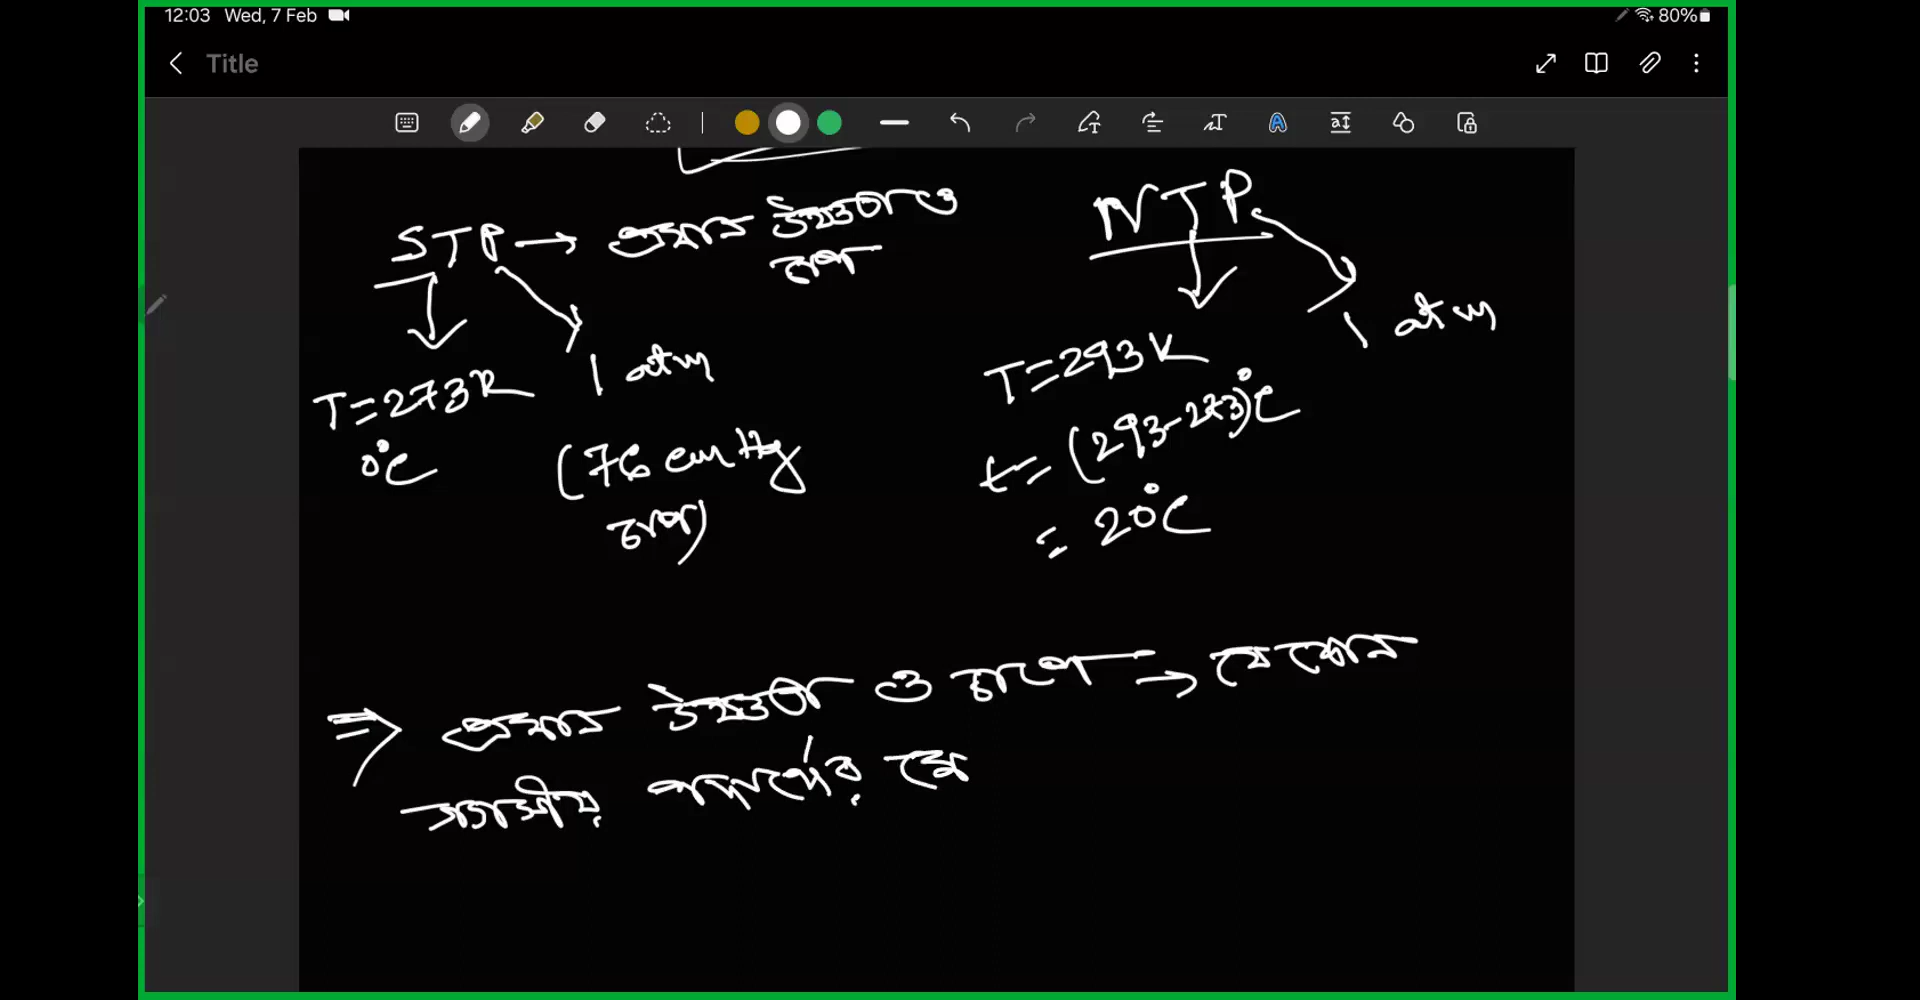 12:03 Wed, 7 Feb 80%
Title
STP → প্রমাণ উষ্ণতা ও
চাপ
NTP
T=273K
0°C
1 atm
(76 cm Hg
চাপ)
1 atm
T=293K
t=(293-273)°C
= 20°C
⇒ প্রমাণ উষ্ণতা ও চাপে → যেকোন
গ্যাসীয় পদার্থের